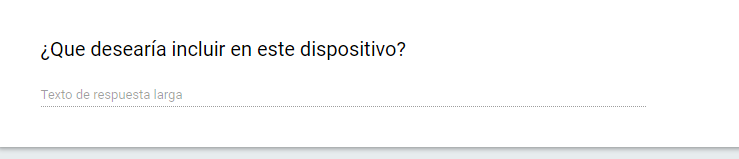 ¿Que desearía incluir en este dispositivo?
Texto de respuesta larga